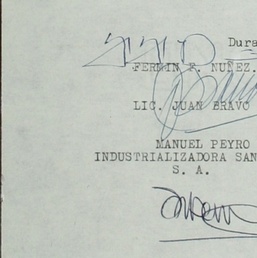 Dura
FERMIN F. NUÑEZ.
LIC. JUAN BRAVO
MANUEL PEYRO
INDUSTRIALIZADORA SAN
S. A.